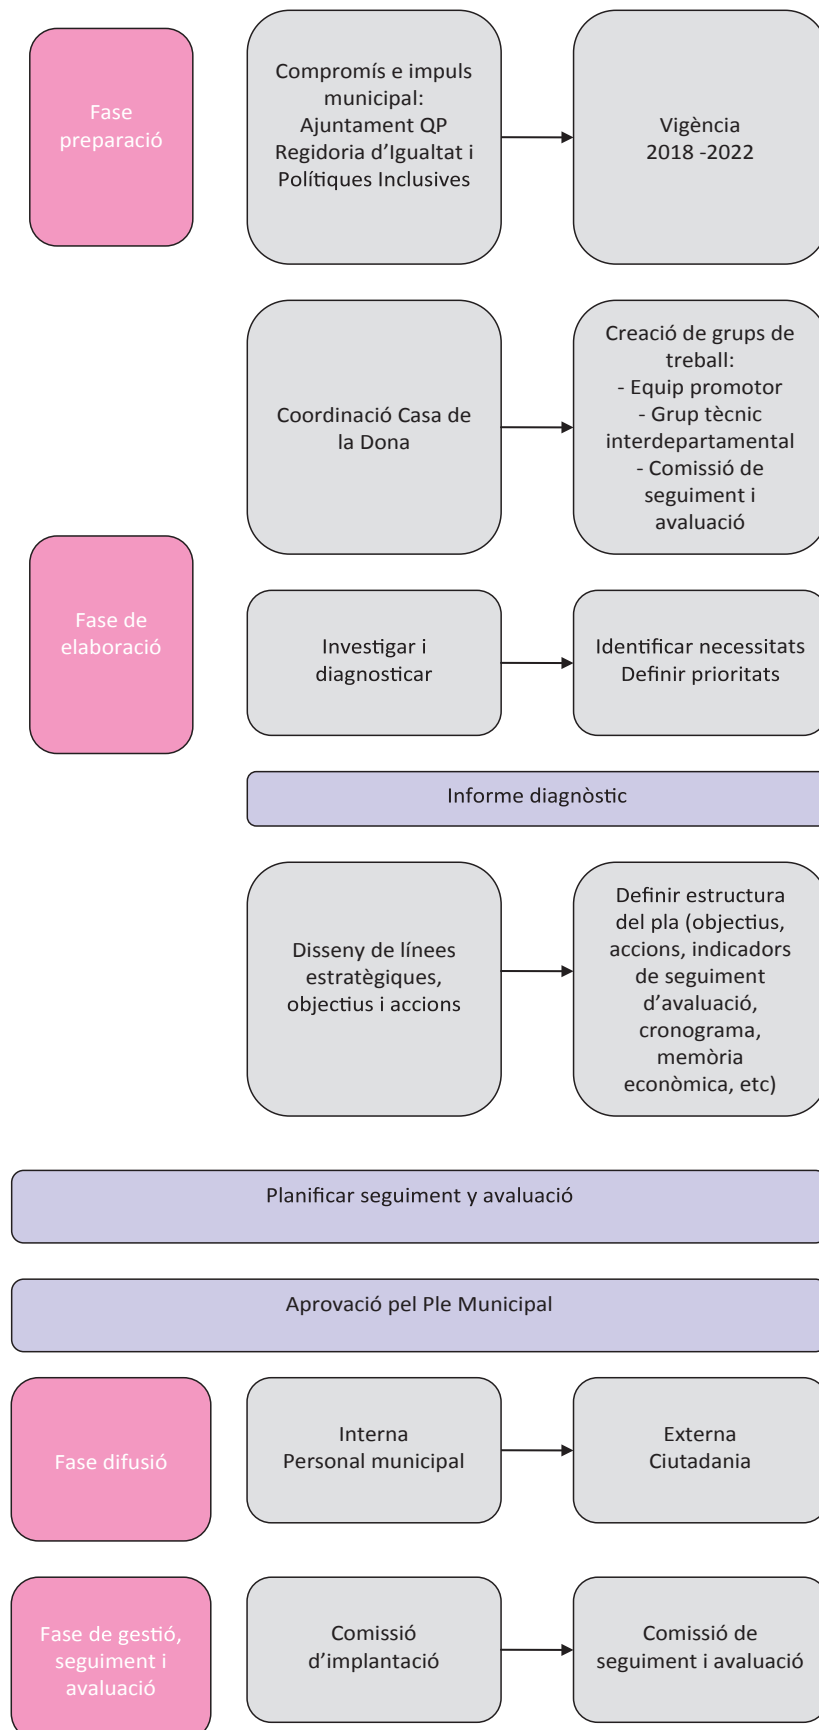 Fase
preparació
Compromís e impuls
municipal:
Ajuntament QP
Regidoria d’Igualtat i
Polítiques Inclusives
Vigència
2018 -2022
Coordinació Casa de
la Dona
Creació de grups de
treball:
- Equip promotor
- Grup tècnic
interdepartamental
- Comissió de
seguiment i
avaluació
Fase de
elaboració
Investigar i
diagnosticar
Identificar necessitats
Definir prioritats
Informe diagnòstic
Disseny de línees
estratègiques,
objectius i accions
Definir estructura
del pla (objectius,
accions, indicadors
de seguiment
d’avaluació,
cronograma,
memòria
econòmica, etc)
Planificar seguiment y avaluació
Aprovació pel Ple Municipal
Fase difusió
Interna
Personal municipal
Externa
Ciutadania
Fase de gestió,
seguiment i
avaluació
Comissió
d’implantació
Comissió de
seguiment i avaluació